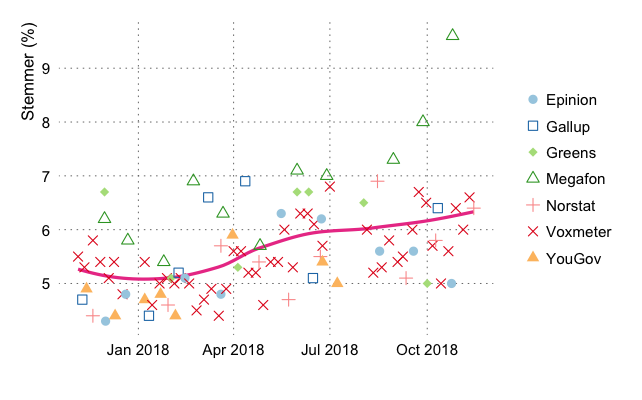 Stemmer (%)
9
8
7
6
5
Jan 2018
Apr 2018
Jul 2018
Oct 2018
Epinion
Gallup
Greens
Megafon
Norstat
Voxmeter
YouGov